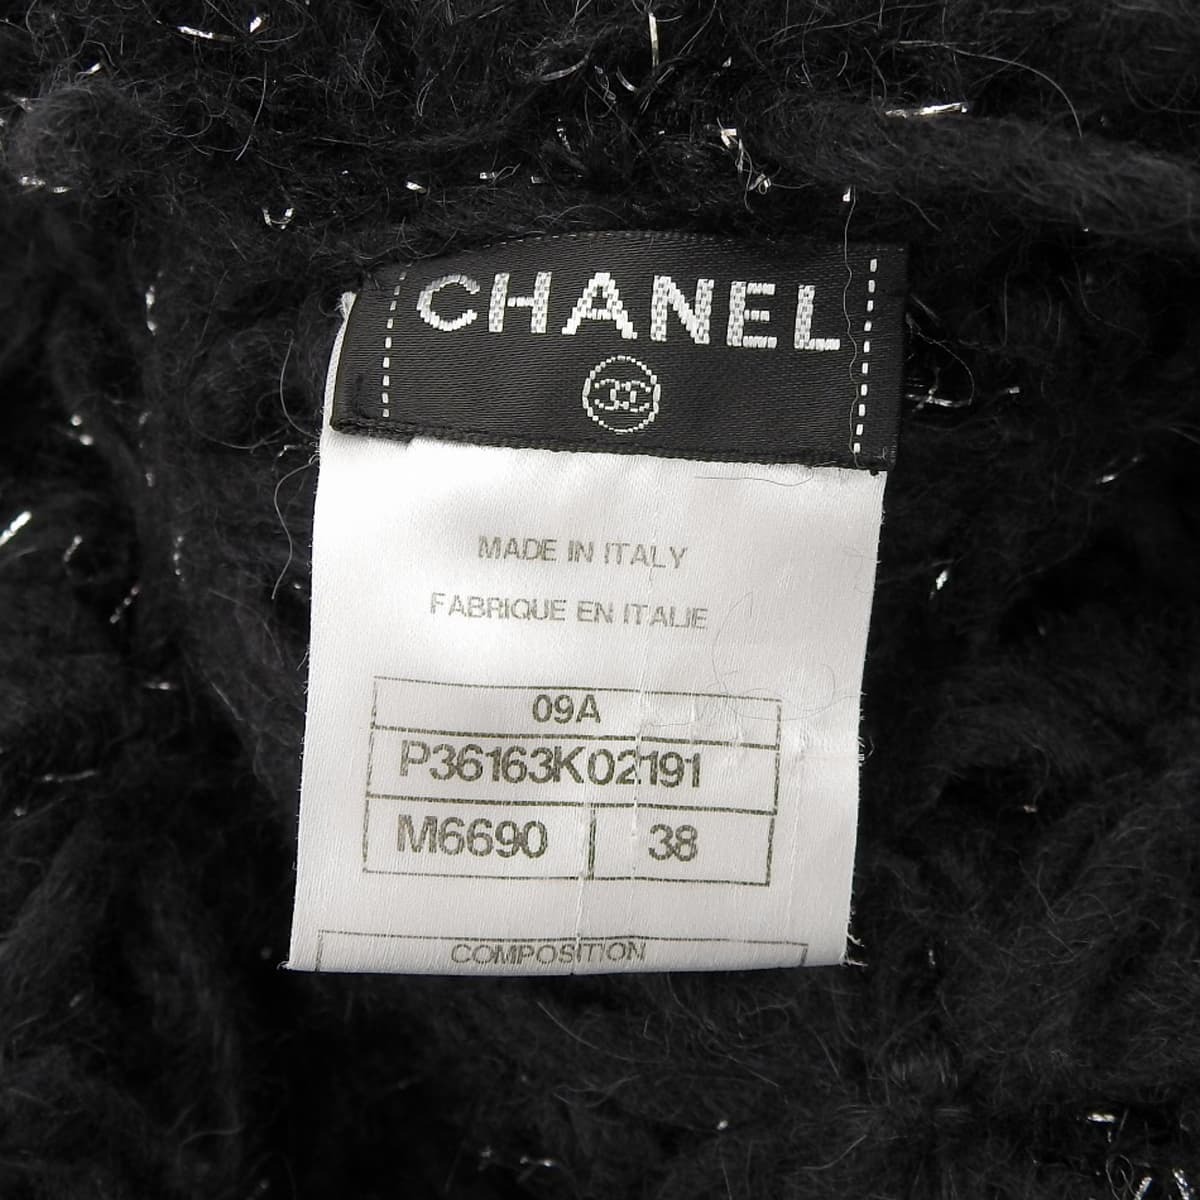 CHANEL
MADE IN ITALY
FABRIQUE EN ITALIE
09A
P36163K02191
M6690 38
COMPOSITION